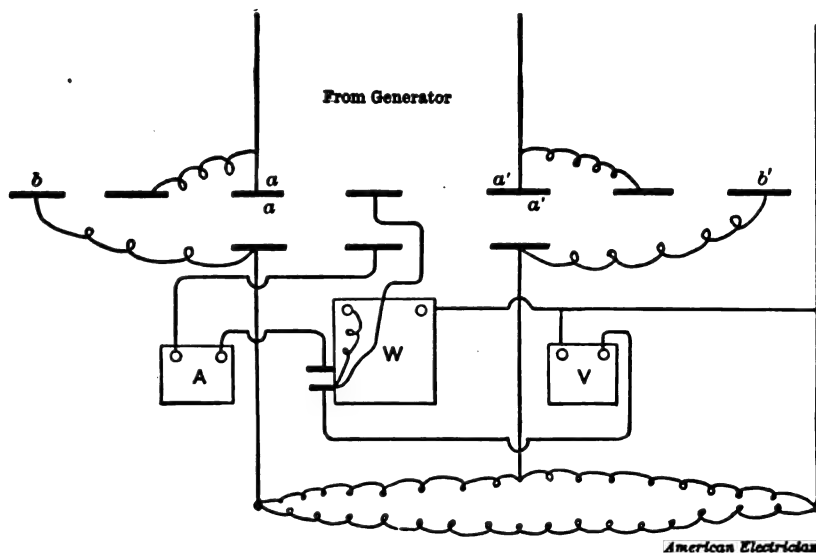 From Generator
b a a' b'
a a'
A W V
American Electrician